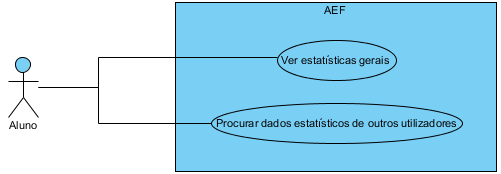 AEF
Ver estatísticas gerais
Procurar dados estatísticos de outros utilizadores
Aluno